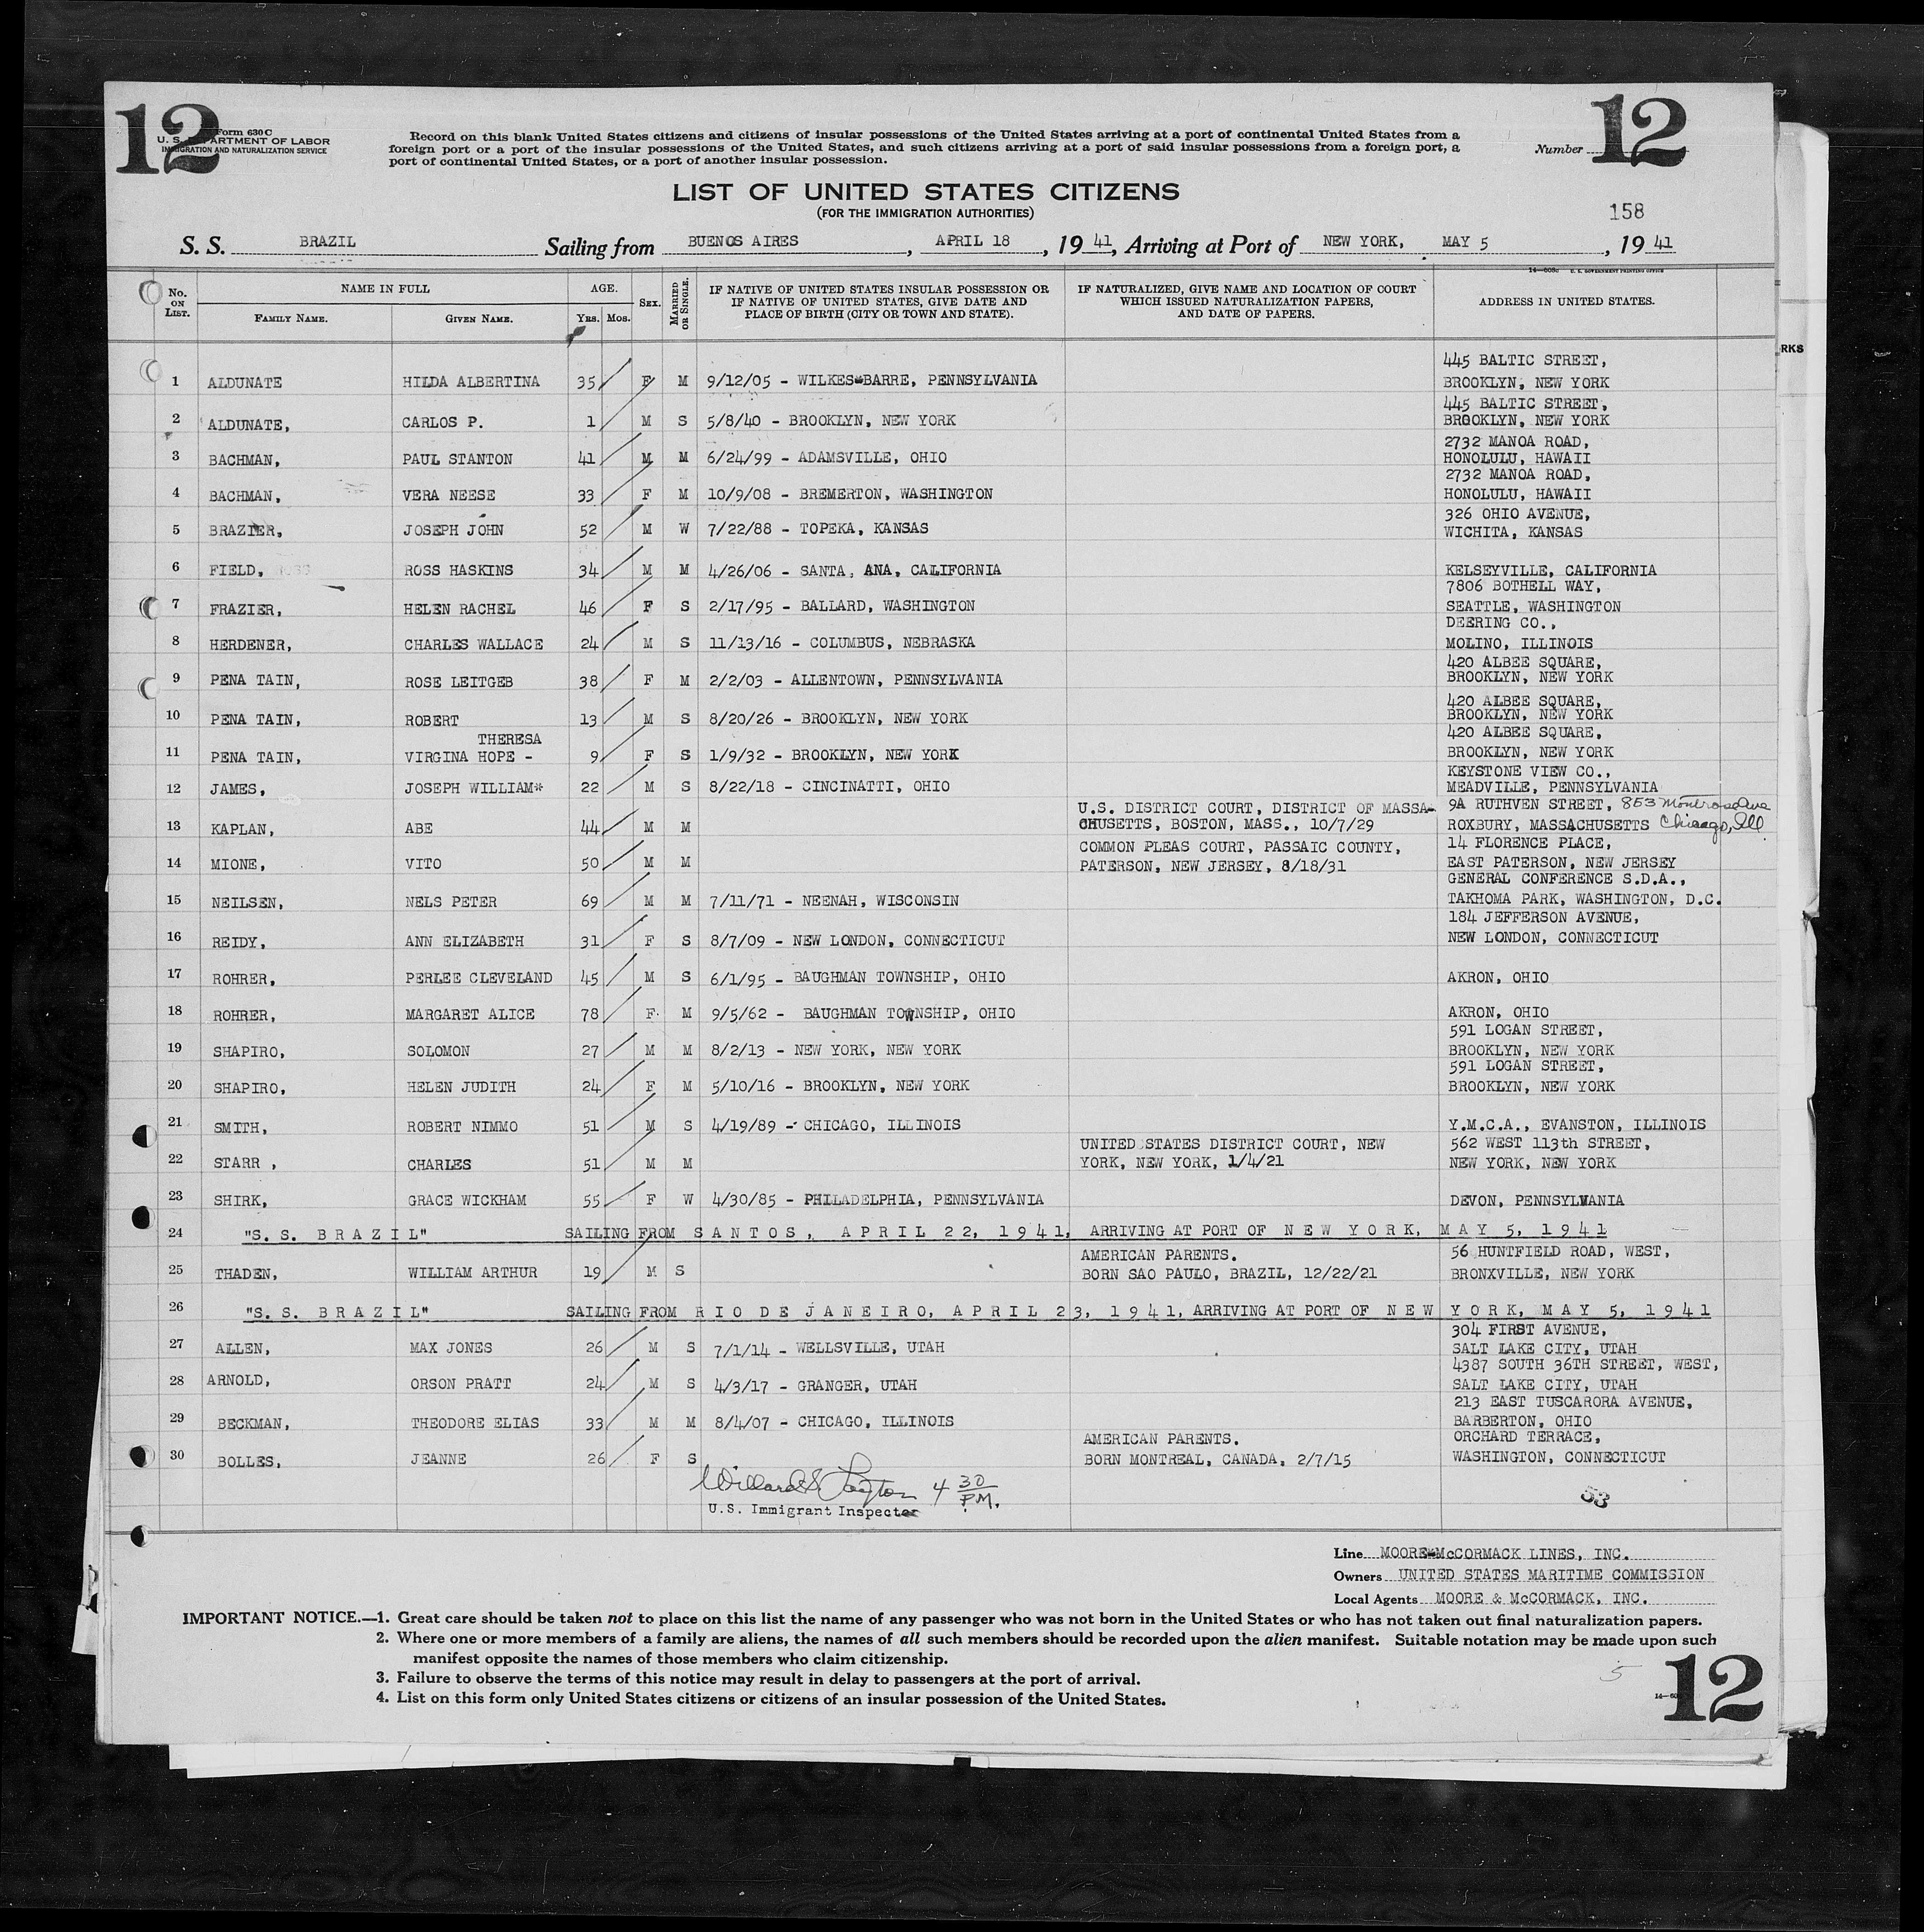 12
Form 630 C
U. S. DEPARTMENT OF LABOR
IMMIGRATION AND NATURALIZATION SERVICE
Record on this blank United States citizens and citizens of insular possessions of the United States arriving at a port of continental United States from a
foreign port or a port of the insular possessions of the United States, and such citizens arriving at a port of said insular possessions from a foreign port, a
port of continental United States, or a port of another insular possession.
Number 12
LIST OF UNITED STATES CITIZENS
(FOR THE IMMIGRATION AUTHORITIES)
158
S. S. BRAZIL Sailing from BUENOS AIRES, APRIL 18, 1941, Arriving at Port of NEW YORK, MAY 5, 1941
14—608c U. S. GOVERNMENT PRINTING OFFICE
No. ON LIST. NAME IN FULL FAMILY NAME. GIVEN NAME. AGE. YRS. MOS. SEX. MARRIED OR SINGLE. IF NATIVE OF UNITED STATES INSULAR POSSESSION OR IF NATIVE OF UNITED STATES, GIVE DATE AND PLACE OF BIRTH (CITY OR TOWN AND STATE). IF NATURALIZED, GIVE NAME AND LOCATION OF COURT WHICH ISSUED NATURALIZATION PAPERS, AND DATE OF PAPERS. ADDRESS IN UNITED STATES.
RKS
445 BALTIC STREET,
1 ALDUNATE HILDA ALBERTINA 35 F M 9/12/05 - WILKES-BARRE, PENNSYLVANIA BROOKLYN, NEW YORK
445 BALTIC STREET,
2 ALDUNATE, CARLOS P. 1 M S 5/8/40 - BROOKLYN, NEW YORK BROOKLYN, NEW YORK
2732 MANOA ROAD,
3 BACHMAN, PAUL STANTON 41 M M 6/24/99 - ADAMSVILLE, OHIO HONOLULU, HAWAII
2732 MANOA ROAD,
4 BACHMAN, VERA NEESE 33 F M 10/9/08 - BREMERTON, WASHINGTON HONOLULU, HAWAII
326 OHIO AVENUE,
5 BRAZIER, JOSEPH JOHN 52 M W 7/22/88 - TOPEKA, KANSAS WICHITA, KANSAS
6 FIELD, ROSS HASKINS 34 M M 4/26/06 - SANTA, ANA, CALIFORNIA KELSEYVILLE, CALIFORNIA
7806 BOTHELL WAY,
7 FRAZIER, HELEN RACHEL 46 F S 2/17/95 - BALLARD, WASHINGTON SEATTLE, WASHINGTON
DEERING CO.,
8 HERDENER, CHARLES WALLACE 24 M S 11/13/16 - COLUMBUS, NEBRASKA MOLINO, ILLINOIS
420 ALBEE SQUARE,
9 PENA TAIN, ROSE LEITGEB 38 F M 2/2/03 - ALLENTOWN, PENNSYLVANIA BROOKLYN, NEW YORK
420 ALBEE SQUARE,
10 PENA TAIN, ROBERT 13 M S 8/20/26 - BROOKLYN, NEW YORK BROOKLYN, NEW YORK
THERESA 420 ALBEE SQUARE,
11 PENA TAIN, VIRGINA HOPE - 9 F S 1/9/32 - BROOKLYN, NEW YORK BROOKLYN, NEW YORK
KEYSTONE VIEW CO.,
12 JAMES, JOSEPH WILLIAM* 22 M S 8/22/18 - CINCINATTI, OHIO MEADVILLE, PENNSYLVANIA
U.S. DISTRICT COURT, DISTRICT OF MASSA- 9A RUTHVEN STREET, 853 Montrose Ave
13 KAPLAN, ABE 44 M M CHUSETTS, BOSTON, MASS., 10/7/29 ROXBURY, MASSACHUSETTS Chicago, Ill.
COMMON PLEAS COURT, PASSAIC COUNTY, 14 FLORENCE PLACE,
14 MIONE, VITO 50 M M PATERSON, NEW JERSEY, 8/18/31 EAST PATERSON, NEW JERSEY
GENERAL CONFERENCE S.D.A.,
15 NEILSEN, NELS PETER 69 M M 7/11/71 - NEENAH, WISCONSIN TAKHOMA PARK, WASHINGTON, D.C.
184 JEFFERSON AVENUE,
16 REIDY, ANN ELIZABETH 31 F S 8/7/09 - NEW LONDON, CONNECTICUT NEW LONDON, CONNECTICUT
17 ROHRER, PERLEE CLEVELAND 45 M S 6/1/95 - BAUGHMAN TOWNSHIP, OHIO AKRON, OHIO
18 ROHRER, MARGARET ALICE 78 F M 9/5/62 - BAUGHMAN TOWNSHIP, OHIO AKRON, OHIO
591 LOGAN STREET,
19 SHAPIRO, SOLOMON 27 M M 8/2/13 - NEW YORK, NEW YORK BROOKLYN, NEW YORK
591 LOGAN STREET,
20 SHAPIRO, HELEN JUDITH 24 F M 5/10/16 - BROOKLYN, NEW YORK BROOKLYN, NEW YORK
21 SMITH, ROBERT NIMMO 51 M S 4/19/89 - CHICAGO, ILLINOIS Y.M.C.A., EVANSTON, ILLINOIS
UNITED STATES DISTRICT COURT, NEW 562 WEST 113th STREET,
22 STARR , CHARLES 51 M M YORK, NEW YORK, 1/4/21 NEW YORK, NEW YORK
23 SHIRK, GRACE WICKHAM 55 F W 4/30/85 - PHILADELPHIA, PENNSYLVANIA DEVON, PENNSYLVANIA
24 "S. S. BRAZIL" SAILING FROM SANTOS, APRIL 22, 1941, ARRIVING AT PORT OF NEW YORK, MAY 5, 1941
AMERICAN PARENTS. 56 HUNTFIELD ROAD, WEST,
25 THADEN, WILLIAM ARTHUR 19 M S BORN SAO PAULO, BRAZIL, 12/22/21 BRONXVILLE, NEW YORK
26 "S. S. BRAZIL" SAILING FROM RIO DE JANEIRO, APRIL 23, 1941, ARRIVING AT PORT OF NEW YORK, MAY 5, 1941
304 FIRST AVENUE,
27 ALLEN, MAX JONES 26 M S 7/1/14 - WELLSVILLE, UTAH SALT LAKE CITY, UTAH
4387 SOUTH 36TH STREET, WEST,
28 ARNOLD, ORSON PRATT 24 M S 4/3/17 - GRANGER, UTAH SALT LAKE CITY, UTAH
213 EAST TUSCARORA AVENUE,
29 BECKMAN, THEODORE ELIAS 33 M M 8/4/07 - CHICAGO, ILLINOIS BARBERTON, OHIO
AMERICAN PARENTS. ORCHARD TERRACE,
30 BOLLES, JEANNE 26 F S BORN MONTREAL, CANADA, 2/7/15 WASHINGTON, CONNECTICUT
4 30 P.M.
U.S. Immigrant Inspector
53
Line MOORE-McCORMACK LINES, INC.
Owners UNITED STATES MARITIME COMMISSION
Local Agents MOORE & McCORMACK, INC.
IMPORTANT NOTICE.—1. Great care should be taken not to place on this list the name of any passenger who was not born in the United States or who has not taken out final naturalization papers.
2. Where one or more members of a family are aliens, the names of all such members should be recorded upon the alien manifest. Suitable notation may be made upon such
manifest opposite the names of those members who claim citizenship.
3. Failure to observe the terms of this notice may result in delay to passengers at the port of arrival.
4. List on this form only United States citizens or citizens of an insular possession of the United States.
5
12